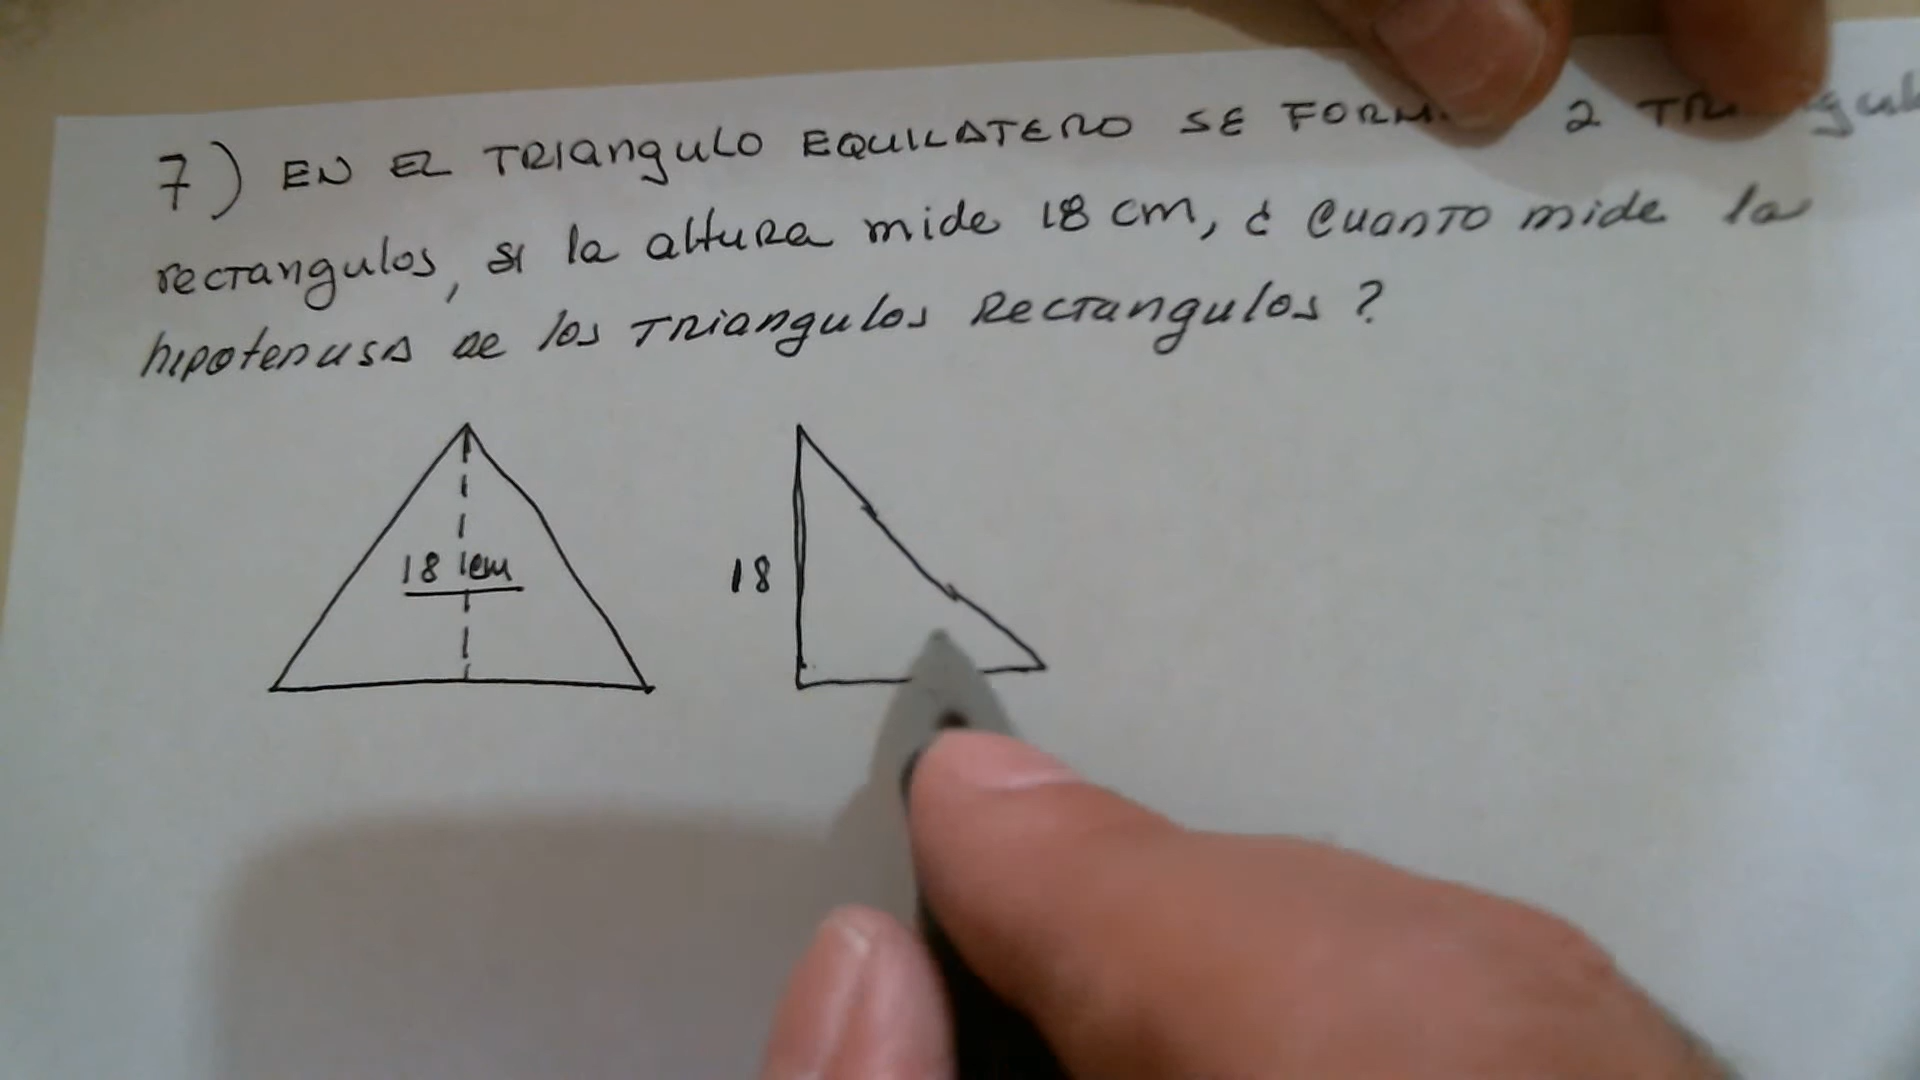 7) EN EL TRIanguLO EQUILATERO SE 2
rectangulos, si la altura mide 18 cm, ¿ Cuanto mide la
hipotenusa de los Triangulos Rectangulos ?
18 cm
18